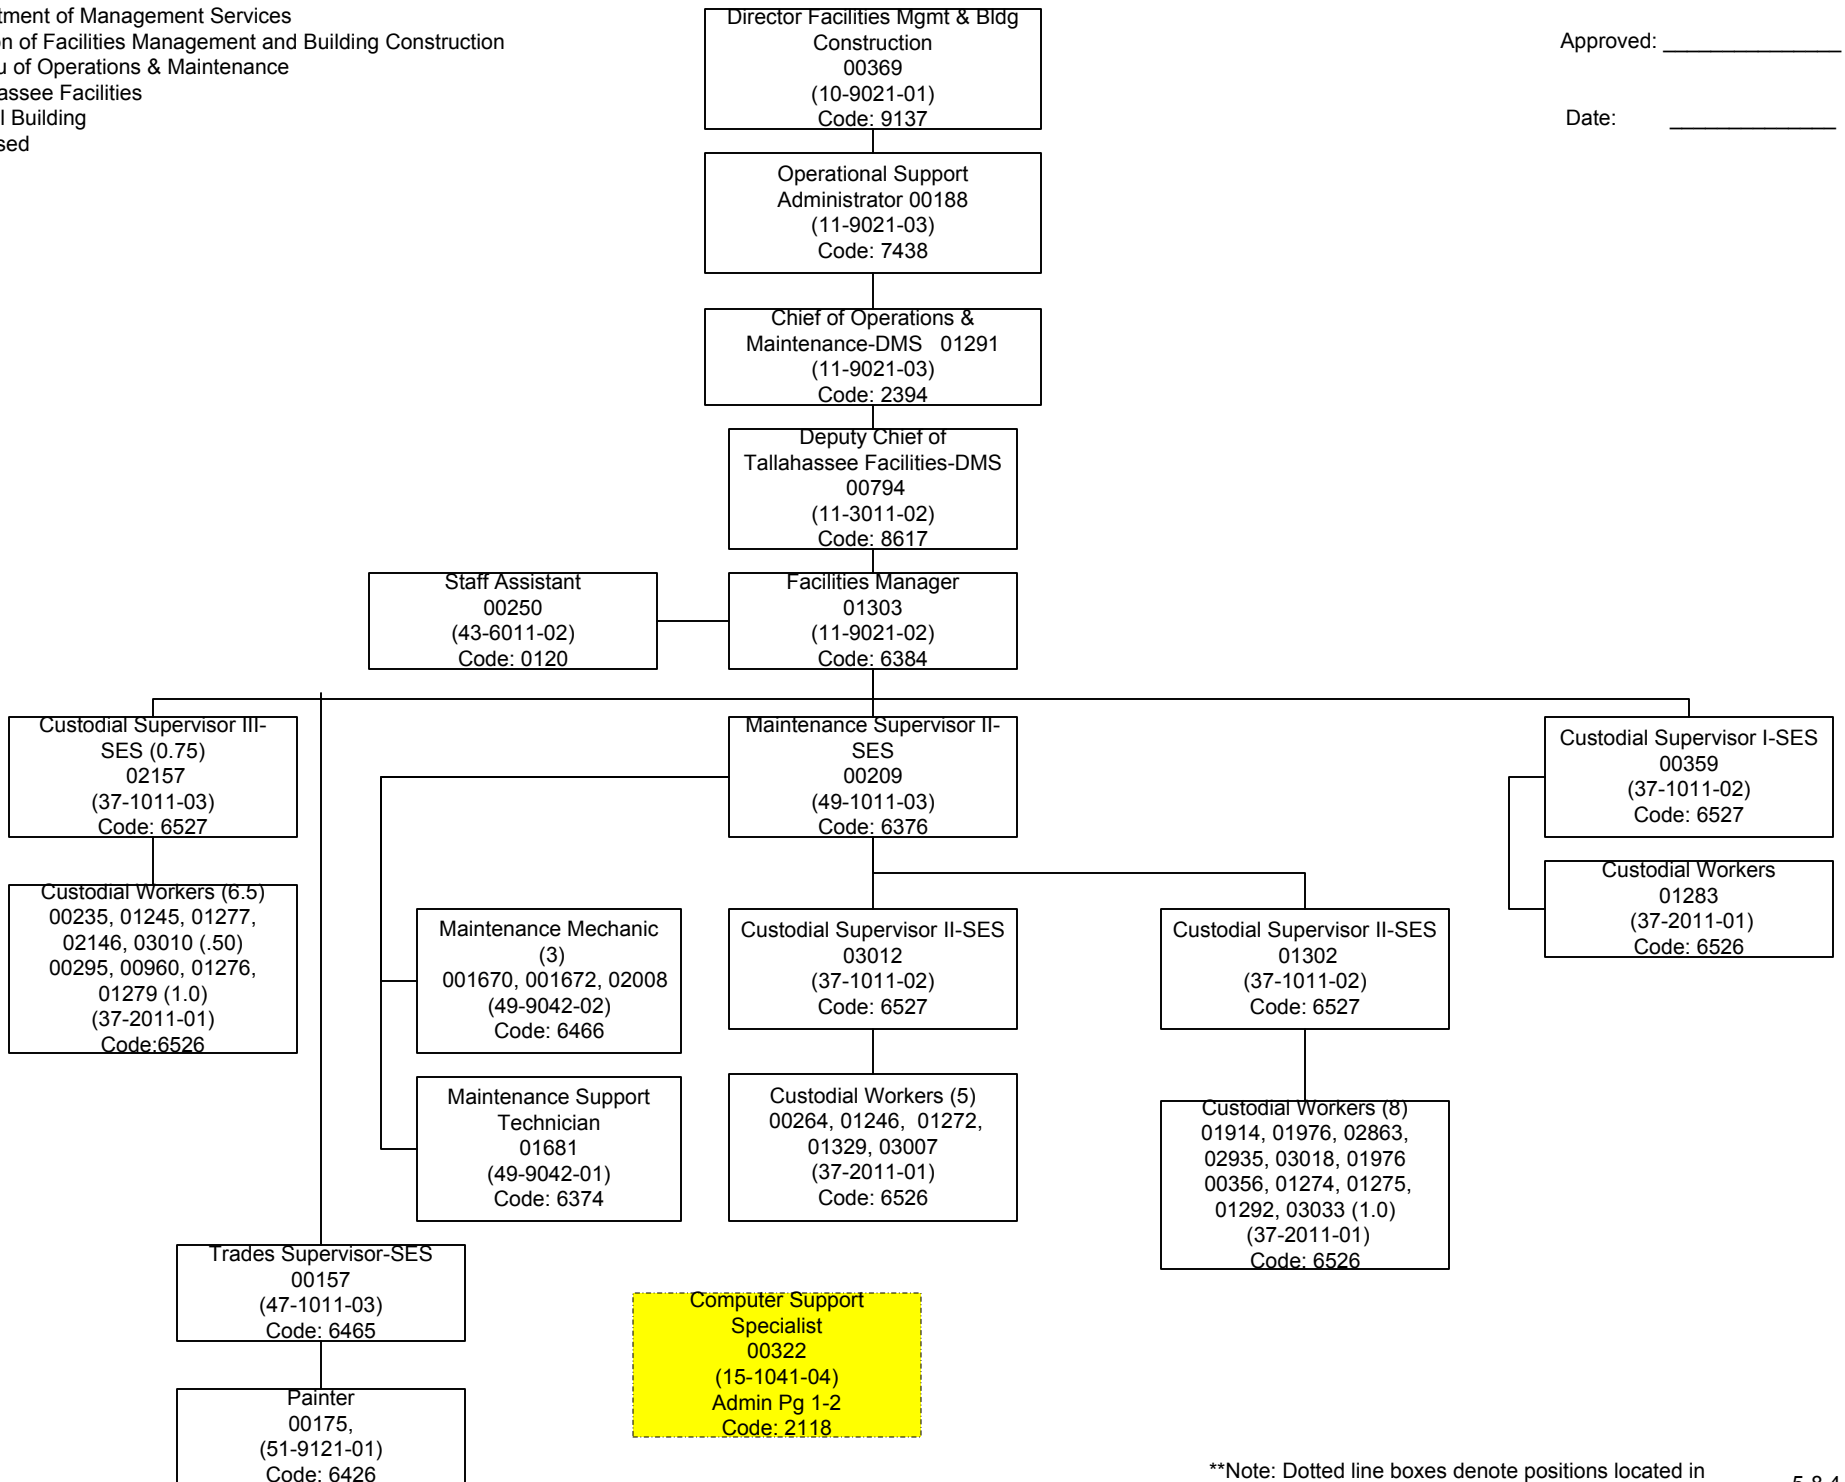 tment of Management Services
n of Facilities Management and Building Construction
u of Operations & Maintenance
assee Facilities
l Building
sed
Approved: _______________
Date: ______________
Director Facilities Mgmt & Bldg
Construction
00369
(10-9021-01)
Code: 9137
Operational Support
Administrator 00188
(11-9021-03)
Code: 7438
Chief of Operations &
Maintenance-DMS 01291
(11-9021-03)
Code: 2394
Deputy Chief of
Tallahassee Facilities-DMS
00794
(11-3011-02)
Code: 8617
Staff Assistant
00250
(43-6011-02)
Code: 0120
Facilities Manager
01303
(11-9021-02)
Code: 6384
Custodial Supervisor III-
SES (0.75)
02157
(37-1011-03)
Code: 6527
Maintenance Supervisor II-
SES
00209
(49-1011-03)
Code: 6376
Custodial Supervisor I-SES
00359
(37-1011-02)
Code: 6527
Custodial Workers (6.5)
00235, 01245, 01277,
02146, 03010 (.50)
00295, 00960, 01276,
01279 (1.0)
(37-2011-01)
Code:6526
Maintenance Mechanic
(3)
001670, 001672, 02008
(49-9042-02)
Code: 6466
Custodial Supervisor II-SES
03012
(37-1011-02)
Code: 6527
Custodial Supervisor II-SES
01302
(37-1011-02)
Code: 6527
Custodial Workers
01283
(37-2011-01)
Code: 6526
Maintenance Support
Technician
01681
(49-9042-01)
Code: 6374
Custodial Workers (5)
00264, 01246, 01272,
01329, 03007
(37-2011-01)
Code: 6526
Custodial Workers (8)
01914, 01976, 02863,
02935, 03018, 01976
00356, 01274, 01275,
01292, 03033 (1.0)
(37-2011-01)
Code: 6526
Trades Supervisor-SES
00157
(47-1011-03)
Code: 6465
Computer Support
Specialist
00322
(15-1041-04)
Admin Pg 1-2
Code: 2118
Painter
00175,
(51-9121-01)
Code: 6426
**Note: Dotted line boxes denote positions located in